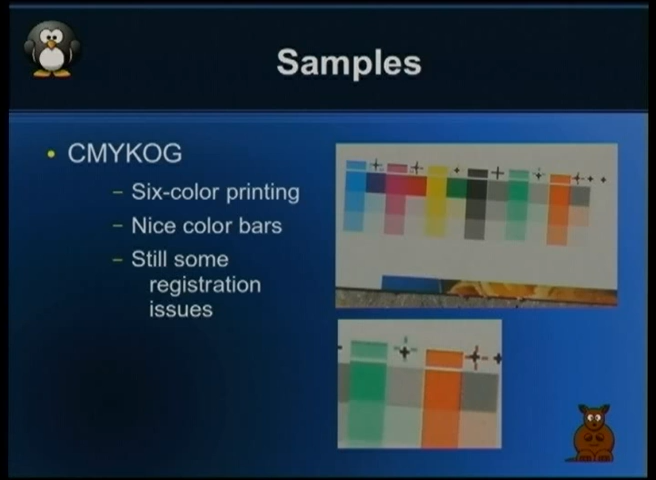 Samples
CMYKOG
Six-color printing
Nice color bars
Still some
registration
issues